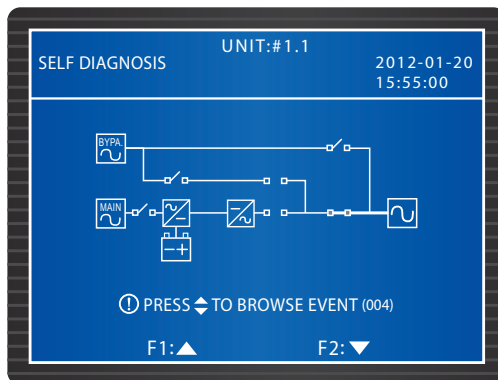 UNIT:#1.1
SELF DIAGNOSIS
2012-01-20
15:55:00
BYPA.
MAIN
PRESS TO BROWSE EVENT (004)
F1:
F2: